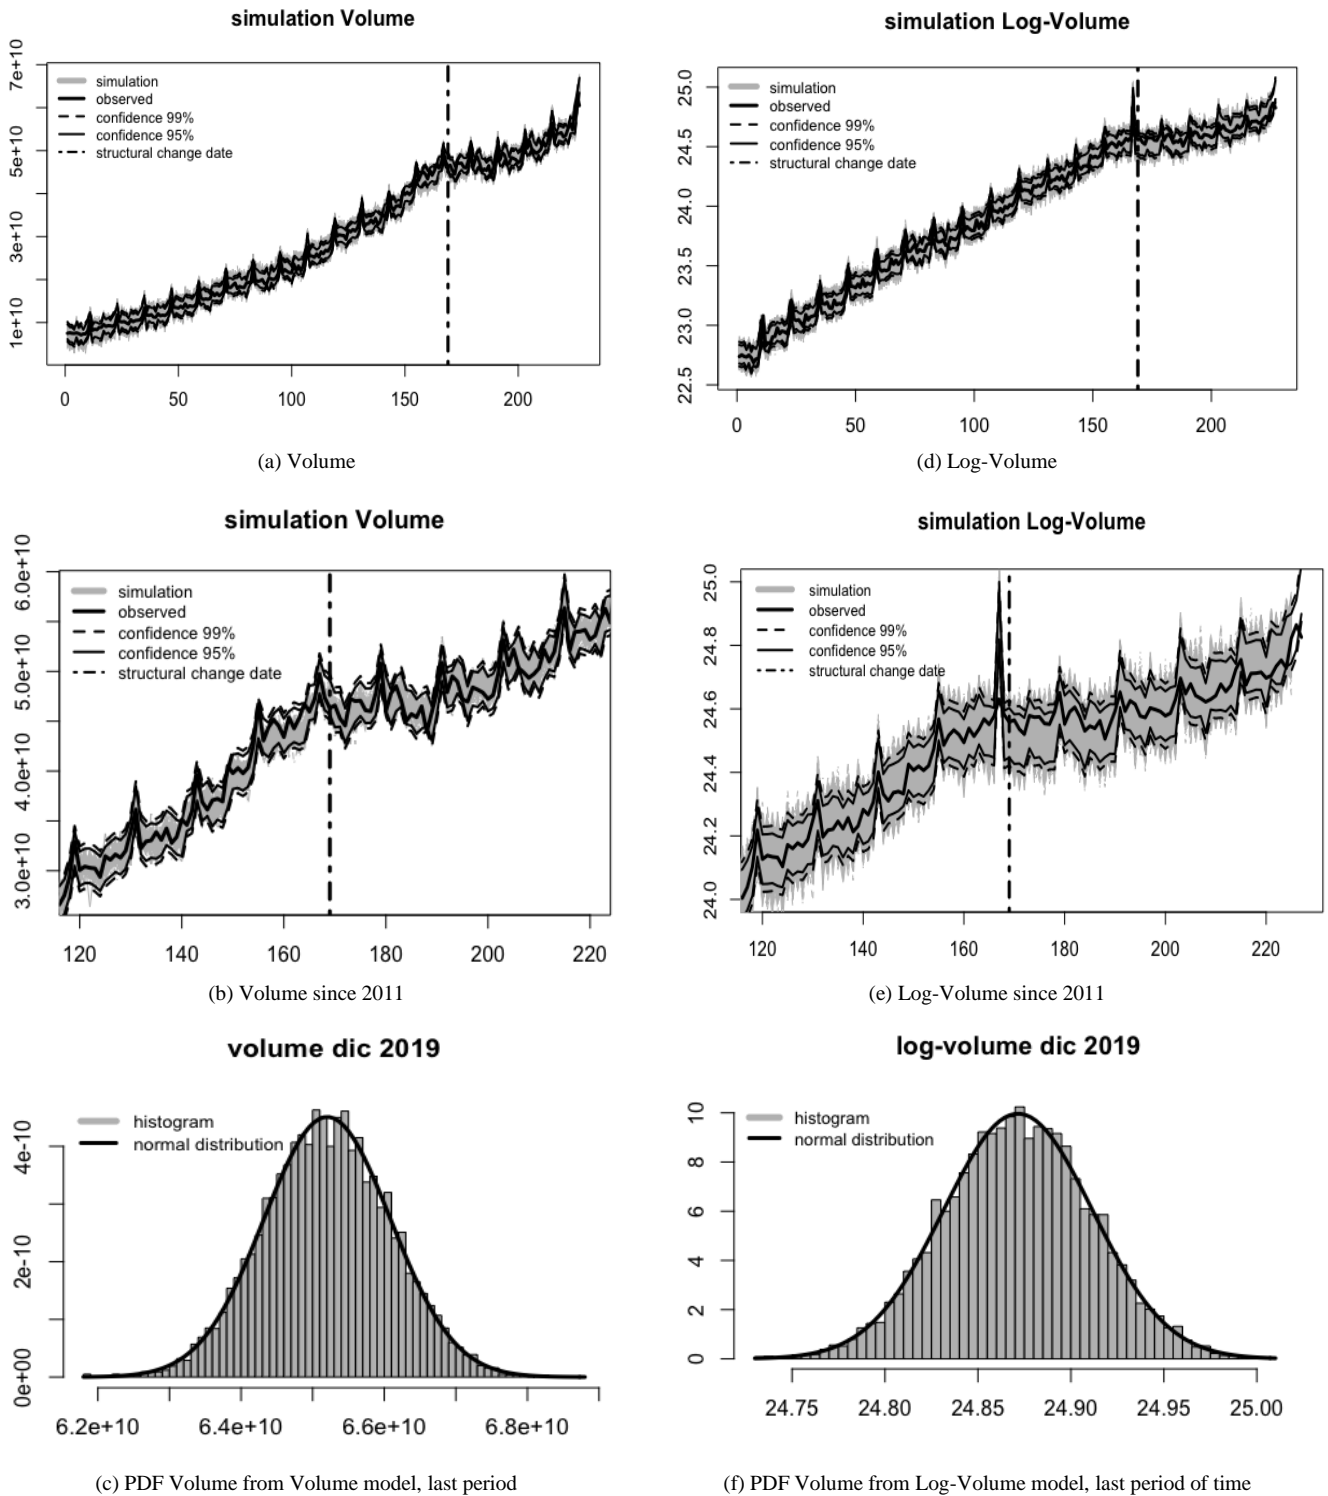 simulation Volume
7e+10
5e+10
3e+10
1e+10
simulation
observed
confidence 99%
confidence 95%
structural change date
0 50 100 150 200
(a) Volume
simulation Log-Volume
25.0
24.5
24.0
23.5
23.0
22.5
simulation
observed
confidence 99%
confidence 95%
structural change date
0 50 100 150 200
(d) Log-Volume
simulation Volume
6.0e+10
5.0e+10
4.0e+10
3.0e+10
simulation
observed
confidence 99%
confidence 95%
structural change date
120 140 160 180 200 220
(b) Volume since 2011
simulation Log-Volume
25.0
24.8
24.6
24.4
24.2
24.0
simulation
observed
confidence 99%
confidence 95%
structural change date
120 140 160 180 200 220
(e) Log-Volume since 2011
volume dic 2019
4e-10
2e-10
0e+00
histogram
normal distribution
6.2e+10 6.4e+10 6.6e+10 6.8e+10
(c) PDF Volume from Volume model, last period
log-volume dic 2019
10
8
6
4
2
0
histogram
normal distribution
24.75 24.80 24.85 24.90 24.95 25.00
(f) PDF Volume from Log-Volume model, last period of time